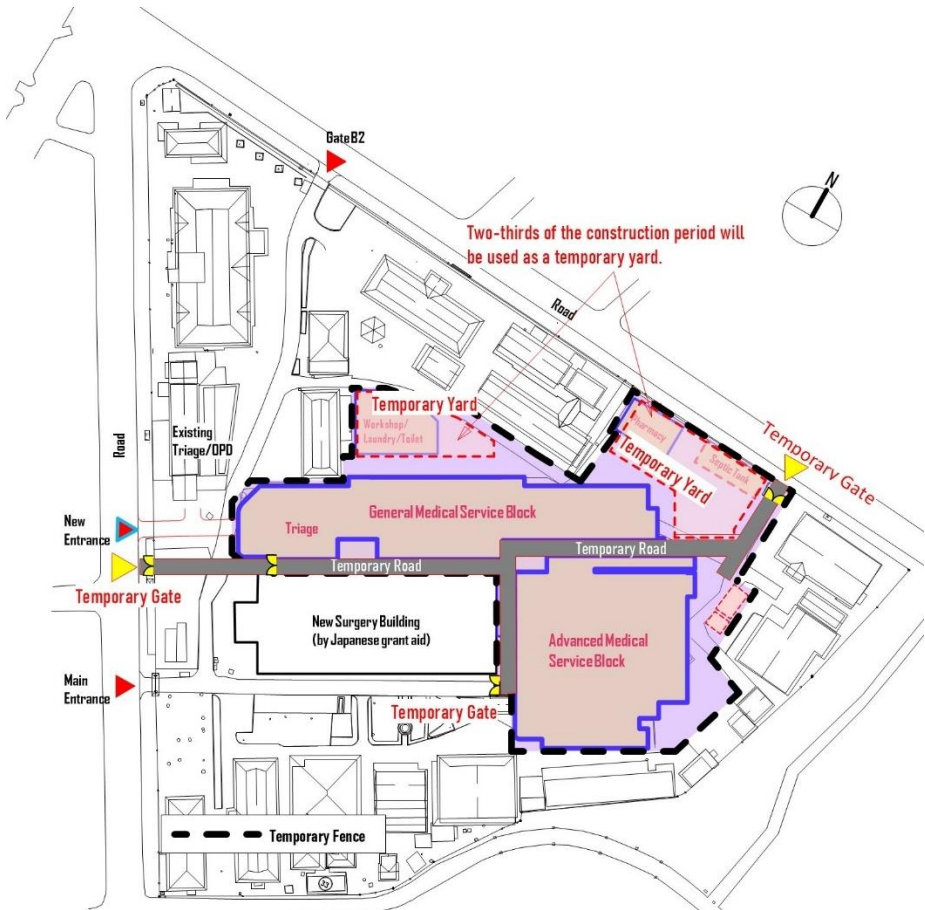 Gate B2
N
Two-thirds of the construction period will
be used as a temporary yard.
Road
Temporary Yard
Workshop/
Laundry/Toilet
Pharmacy
Septic Tank
Temporary Yard
Temporary Gate
Existing
Triage/OPD
Road
General Medical Service Block
Triage
New
Entrance
Temporary Road
Temporary Road
Temporary Gate
New Surgery Building
(by Japanese grant aid)
Advanced Medical
Service Block
Main
Entrance
Temporary Gate
Temporary Fence